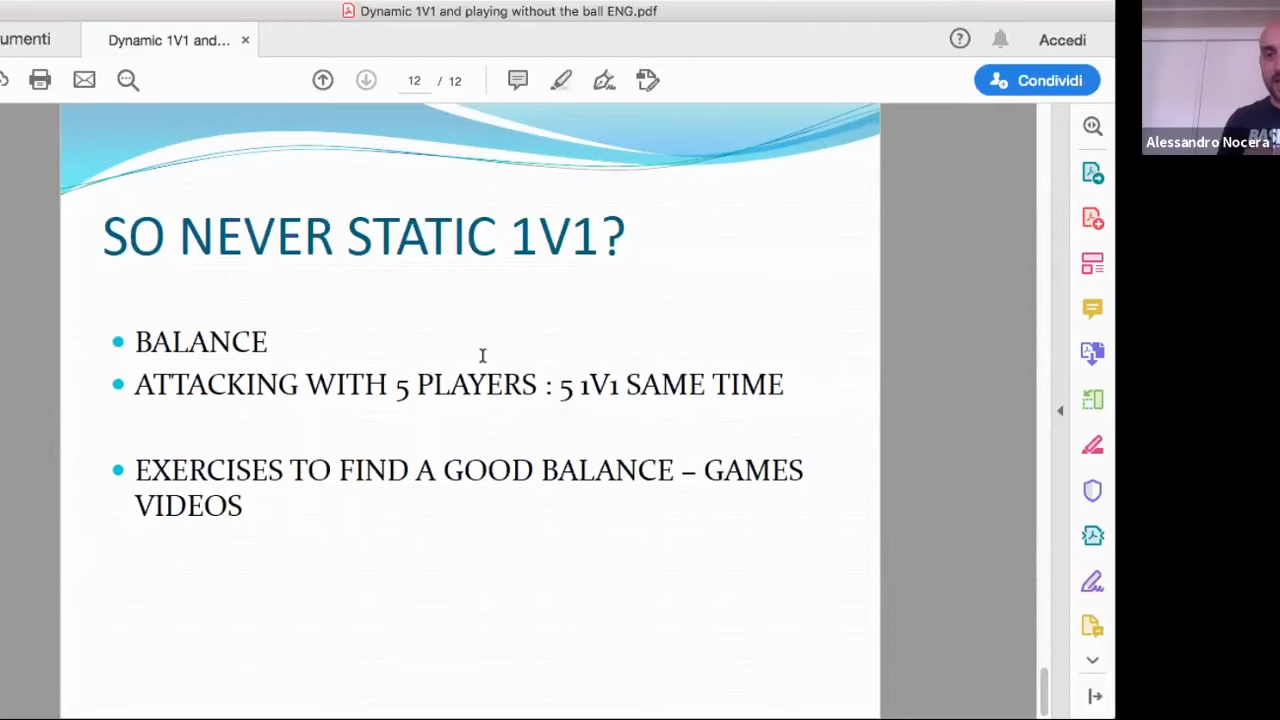 Dynamic 1V1 and playing without the ball ENG.pdf
umenti
Dynamic 1V1 and... ×
Accedi
12 / 12
Condividi
Alessandro Nocera
SO NEVER STATIC 1V1?
• BALANCE
• ATTACKING WITH 5 PLAYERS : 5 1V1 SAME TIME
• EXERCISES TO FIND A GOOD BALANCE – GAMES
VIDEOS